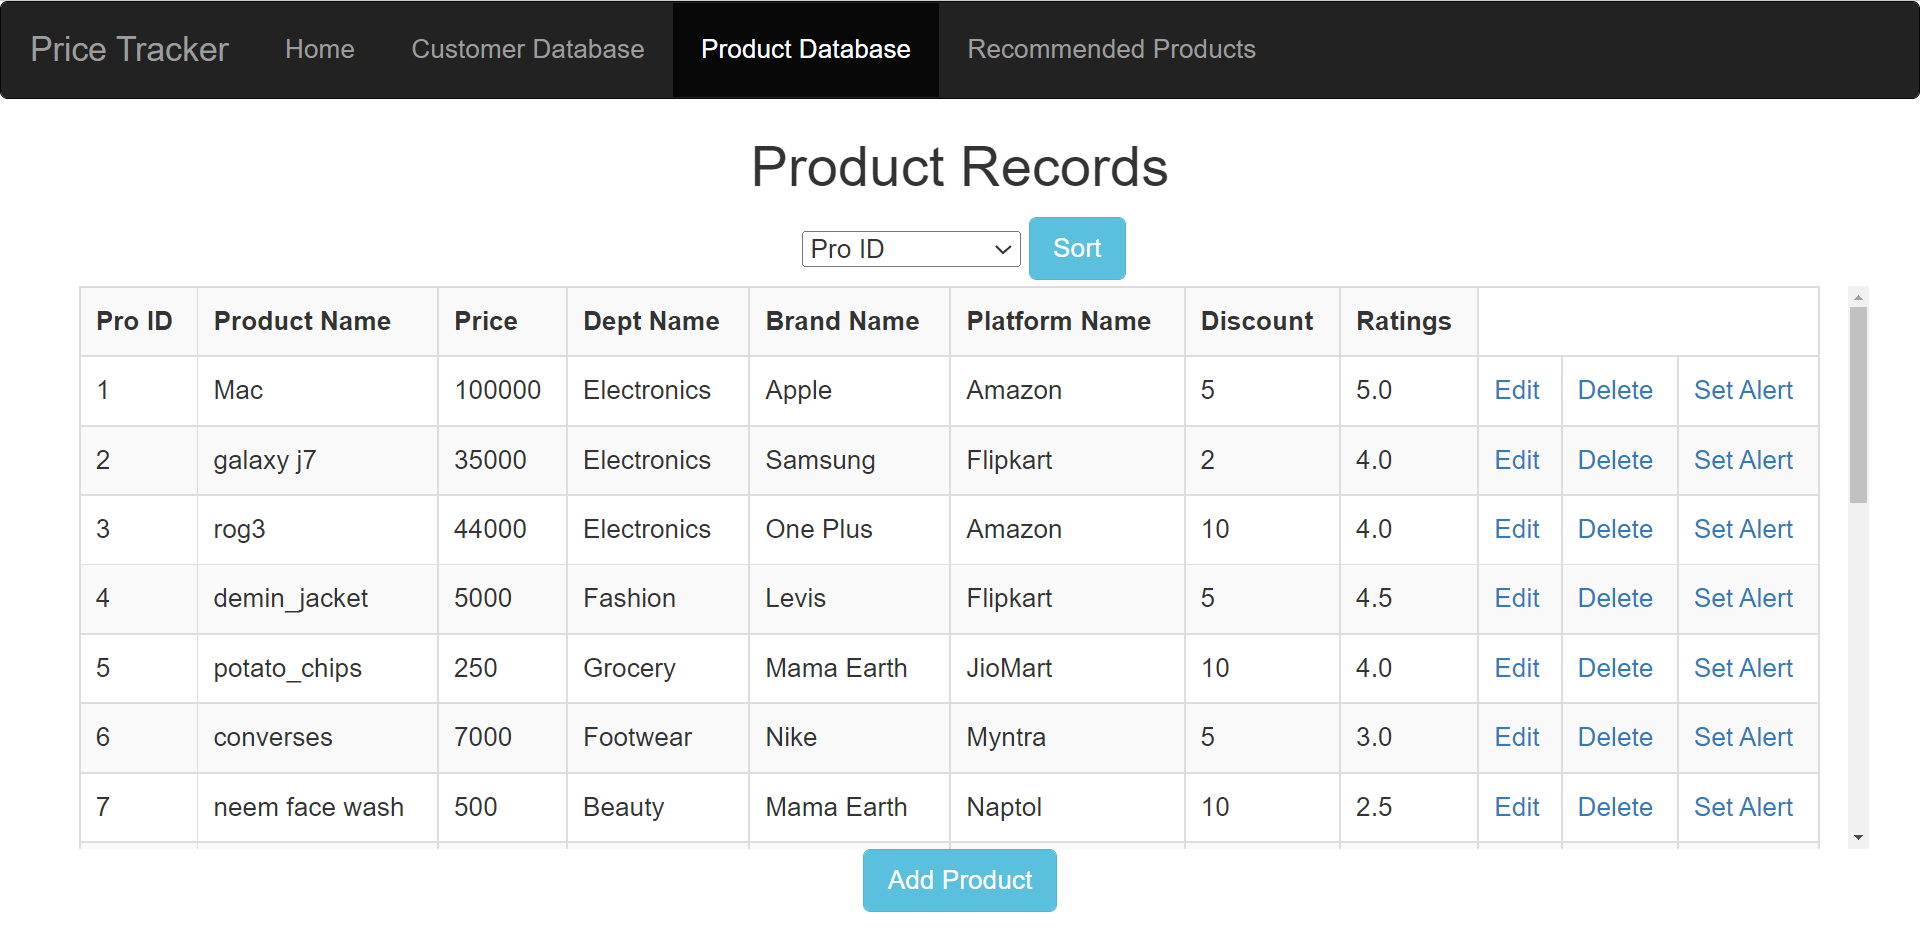 Price Tracker Home Customer Database Product Database Recommended Products
Product Records
Pro ID Sort
Pro ID Product Name Price Dept Name Brand Name Platform Name Discount Ratings
1 Mac 100000 Electronics Apple Amazon 5 5.0 Edit Delete Set Alert
2 galaxy j7 35000 Electronics Samsung Flipkart 2 4.0 Edit Delete Set Alert
3 rog3 44000 Electronics One Plus Amazon 10 4.0 Edit Delete Set Alert
4 demin_jacket 5000 Fashion Levis Flipkart 5 4.5 Edit Delete Set Alert
5 potato_chips 250 Grocery Mama Earth JioMart 10 4.0 Edit Delete Set Alert
6 converses 7000 Footwear Nike Myntra 5 3.0 Edit Delete Set Alert
7 neem face wash 500 Beauty Mama Earth Naptol 10 2.5 Edit Delete Set Alert
Add Product